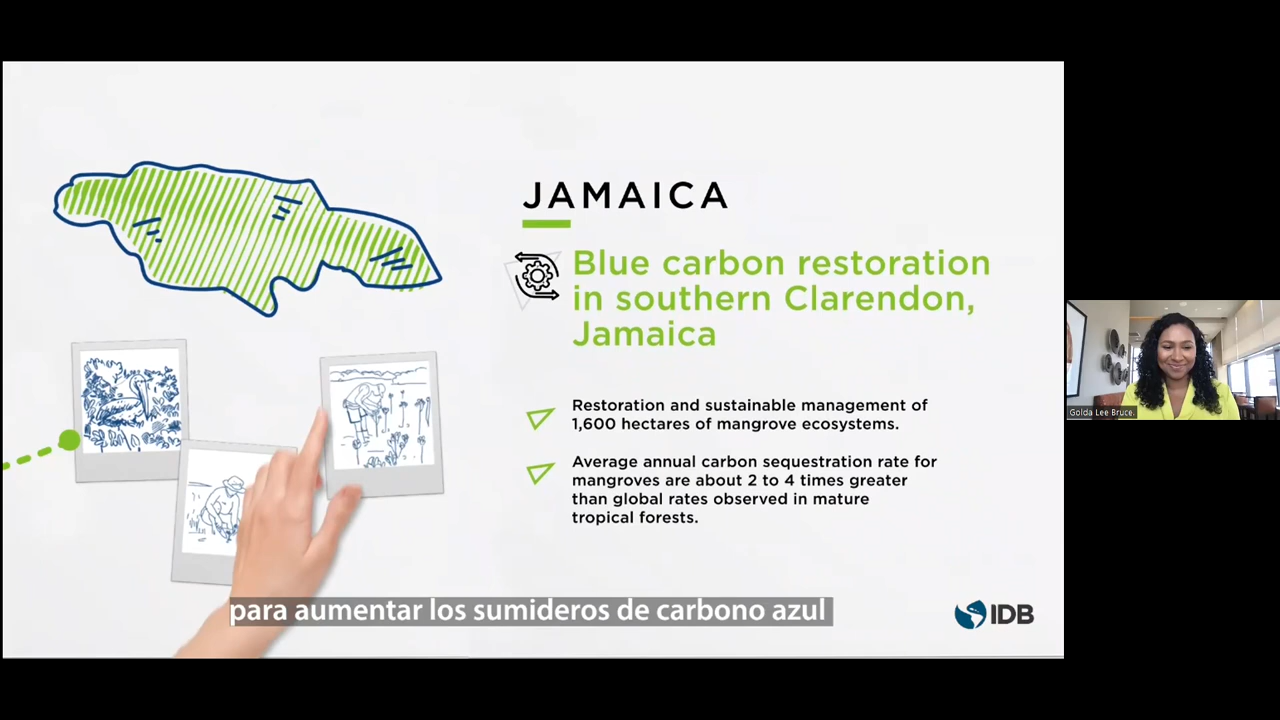 JAMAICA
Blue carbon restoration
in southern Clarendon,
Jamaica
Restoration and sustainable management of
1,600 hectares of mangrove ecosystems.
Average annual carbon sequestration rate for
mangroves are about 2 to 4 times greater
than global rates observed in mature
tropical forests.
para aumentar los sumideros de carbono azul
IDB
Golda Lee Bruce.